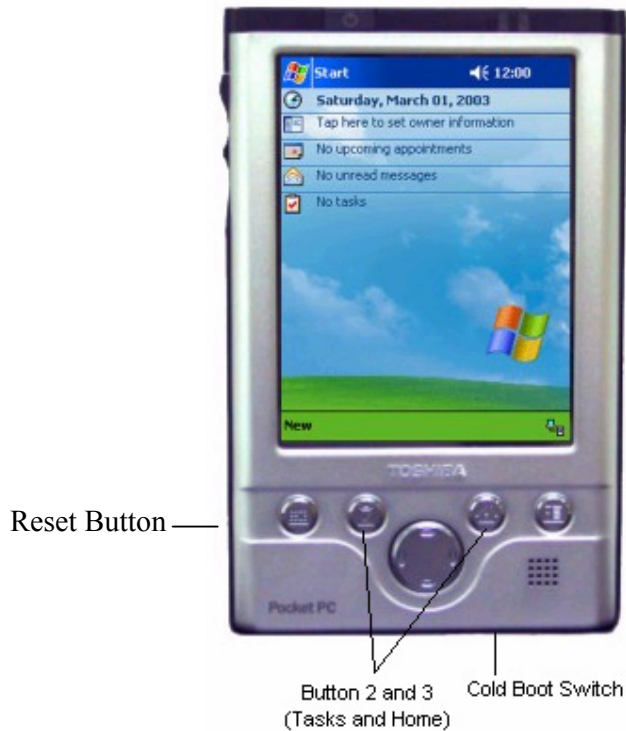 Start 12:00
Saturday, March 01, 2003
Tap here to set owner information
No upcoming appointments
No unread messages
No tasks
New
TOSHIBA
Reset Button
Pocket PC
Button 2 and 3
(Tasks and Home)
Cold Boot Switch